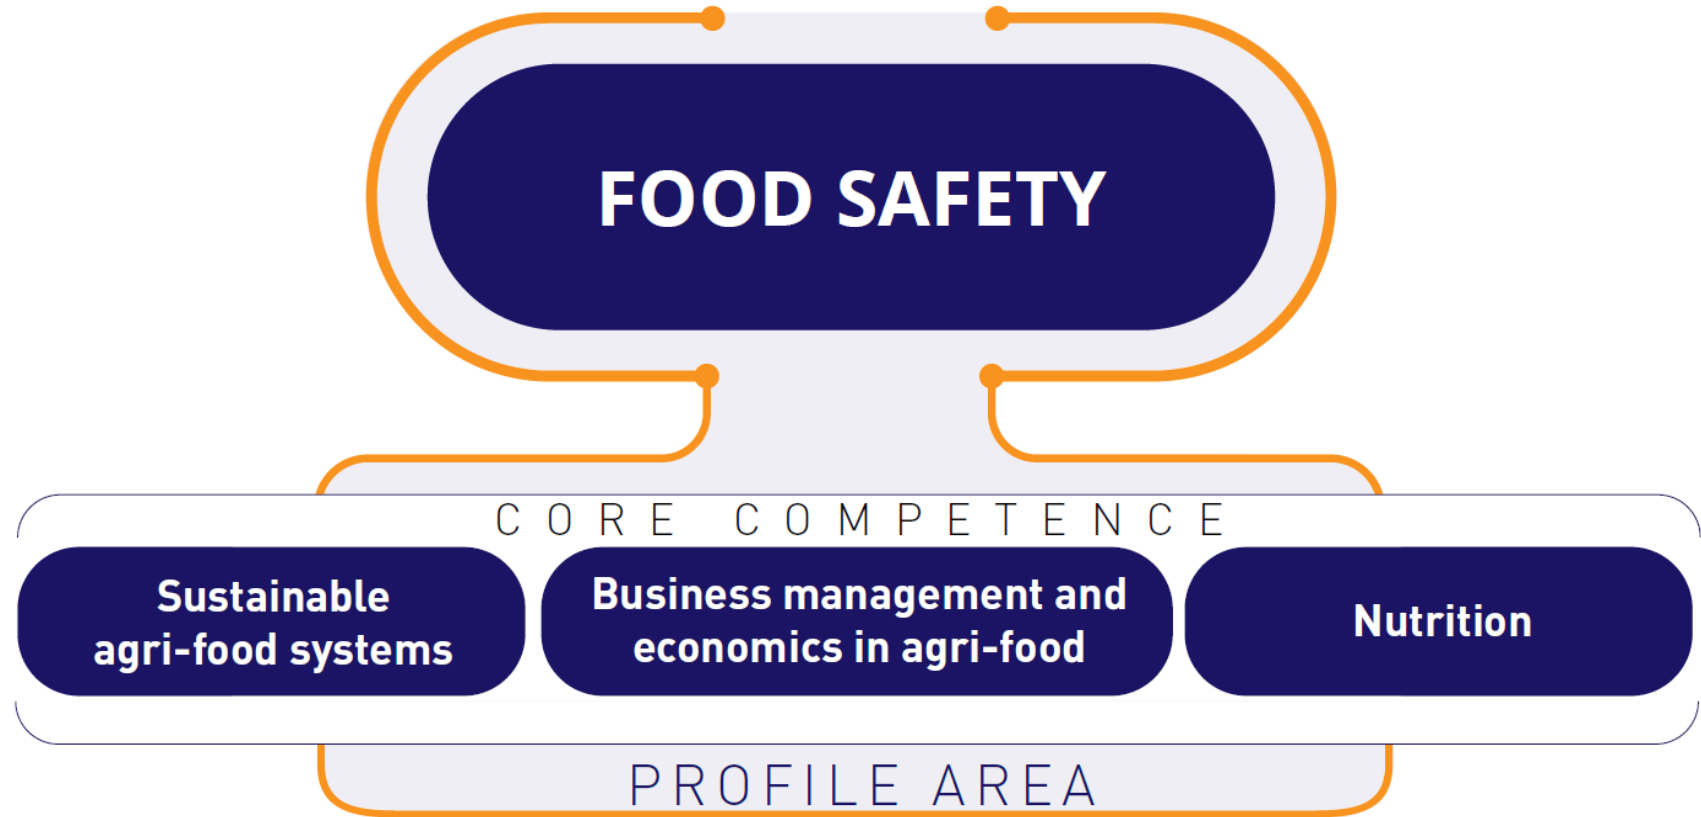 FOOD SAFETY
CORE COMPETENCE
Sustainable
agri-food systems
Business management and
economics in agri-food
Nutrition
PROFILE AREA